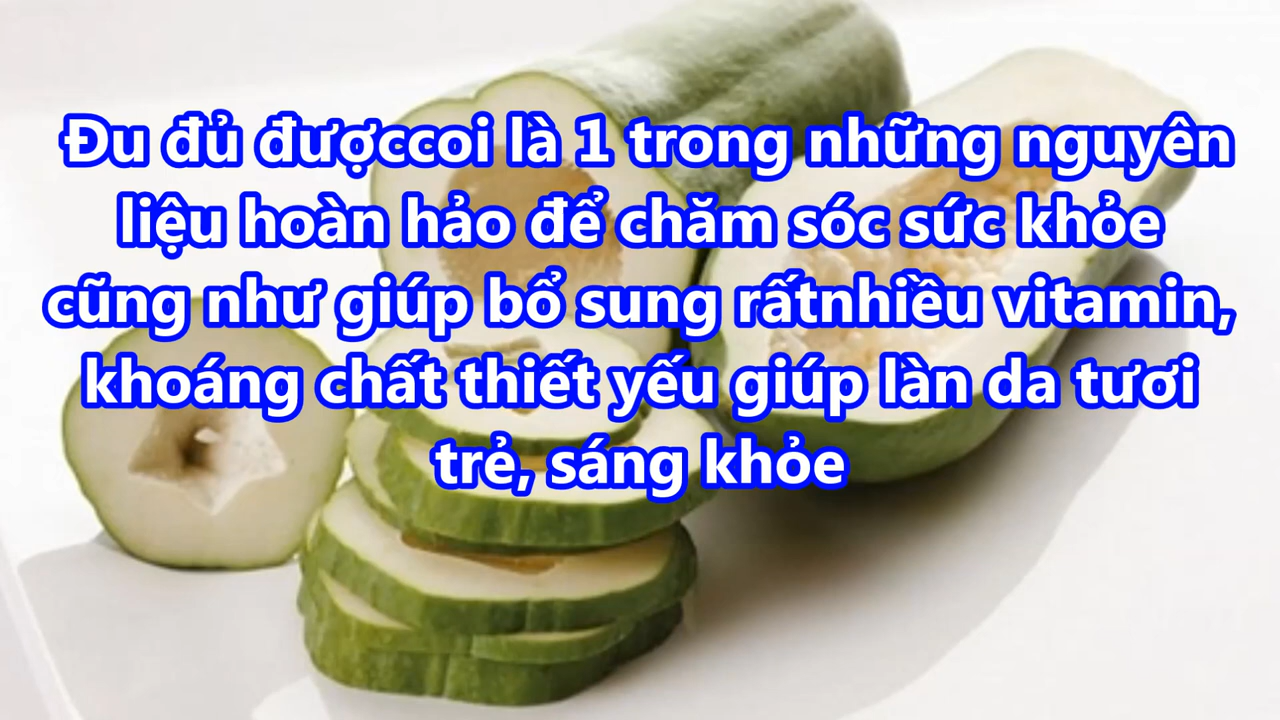 Đu đủ đượccoi là 1 trong những nguyên
liệu hoàn hảo để chăm sóc sức khỏe
cũng như giúp bổ sung rấtnhiều vitamin,
khoáng chất thiết yếu giúp làn da tươi
trẻ, sáng khỏe